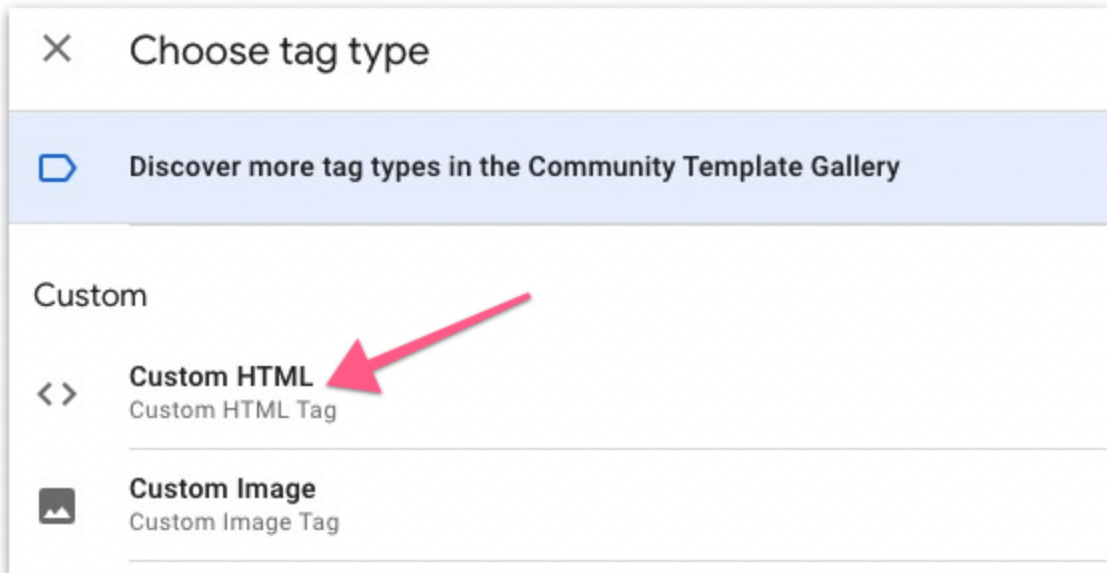 Choose tag type
Discover more tag types in the Community Template Gallery
Custom
Custom HTML
Custom HTML Tag
Custom Image
Custom Image Tag